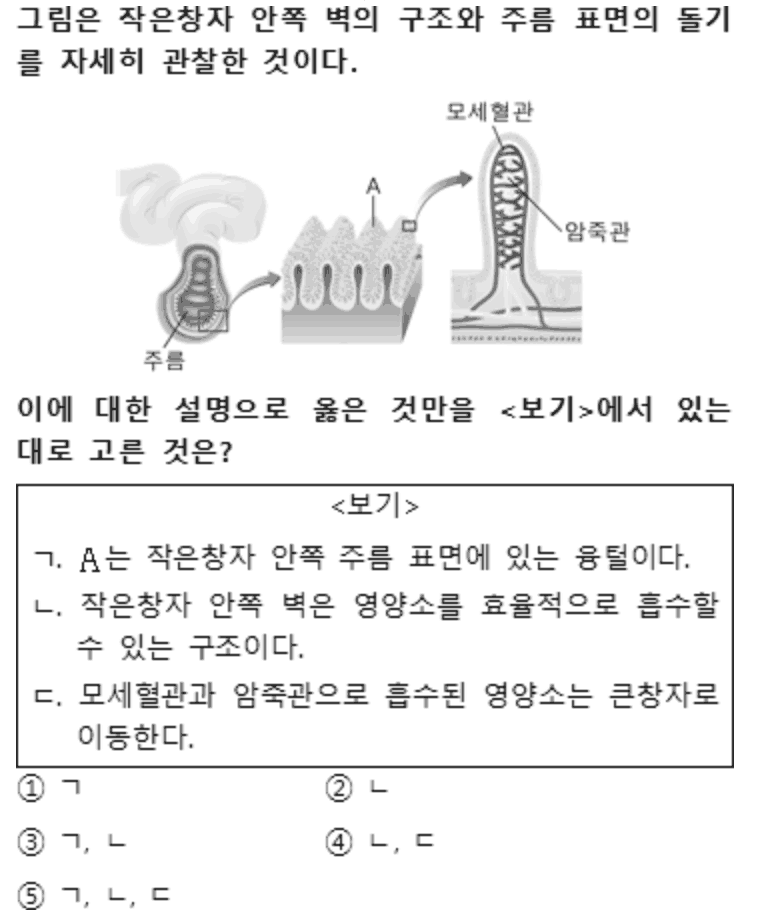 그림은 작은창자 안쪽 벽의 구조와 주름 표면의 돌기
를 자세히 관찰한 것이다.
모세혈관
A
암죽관
주름
이에 대한 설명으로 옳은 것만을 <보기>에서 있는
대로 고른 것은?
<보기>
ㄱ. A는 작은창자 안쪽 주름 표면에 있는 융털이다.
ㄴ. 작은창자 안쪽 벽은 영양소를 효율적으로 흡수할
수 있는 구조이다.
ㄷ. 모세혈관과 암죽관으로 흡수된 영양소는 큰창자로
이동한다.
① ㄱ ② ㄴ
③ ㄱ, ㄴ ④ ㄴ, ㄷ
⑤ ㄱ, ㄴ, ㄷ